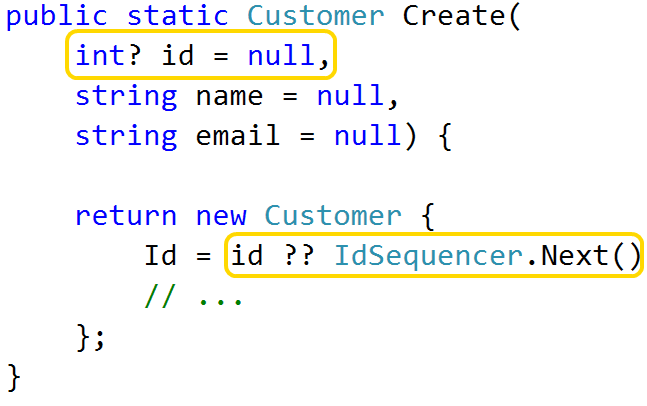 public static Customer Create(
int? id = null,
string name = null,
string email = null) {
return new Customer {
Id = id ?? IdSequencer.Next()
// ...
};
}